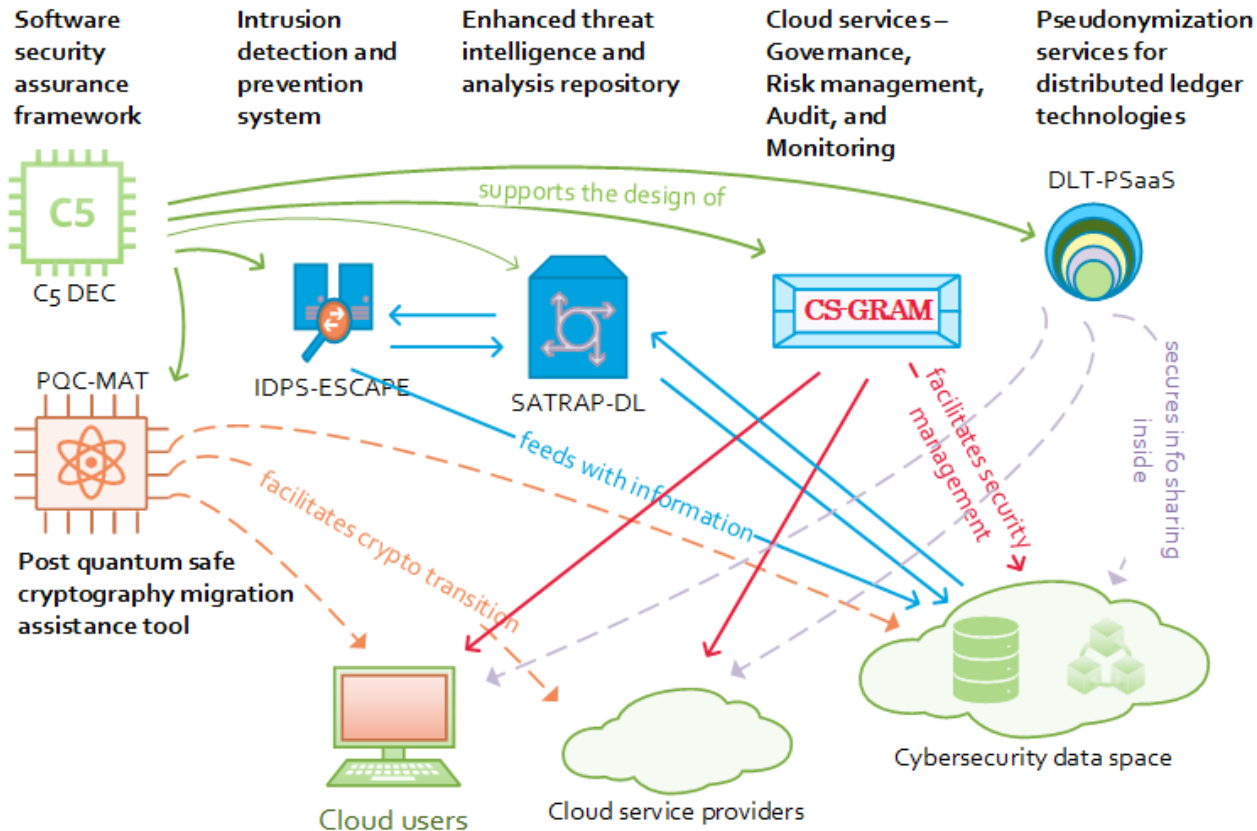 Software
security
assurance
framework
Intrusion
detection and
prevention
system
Enhanced threat
intelligence and
analysis repository
Cloud services –
Governance,
Risk management,
Audit, and
Monitoring
Pseudonymization
services for
distributed ledger
technologies
DLT-PSaaS
supports the design of
C5
C5 DEC
CS-GRAM
PQC-MAT
IDPS-ESCAPE
SATRAP-DL
feeds with information
facilitates security
management
secures info sharing
inside
facilitates crypto transition
Post quantum safe
cryptography migration
assistance tool
Cybersecurity data space
Cloud users
Cloud service providers